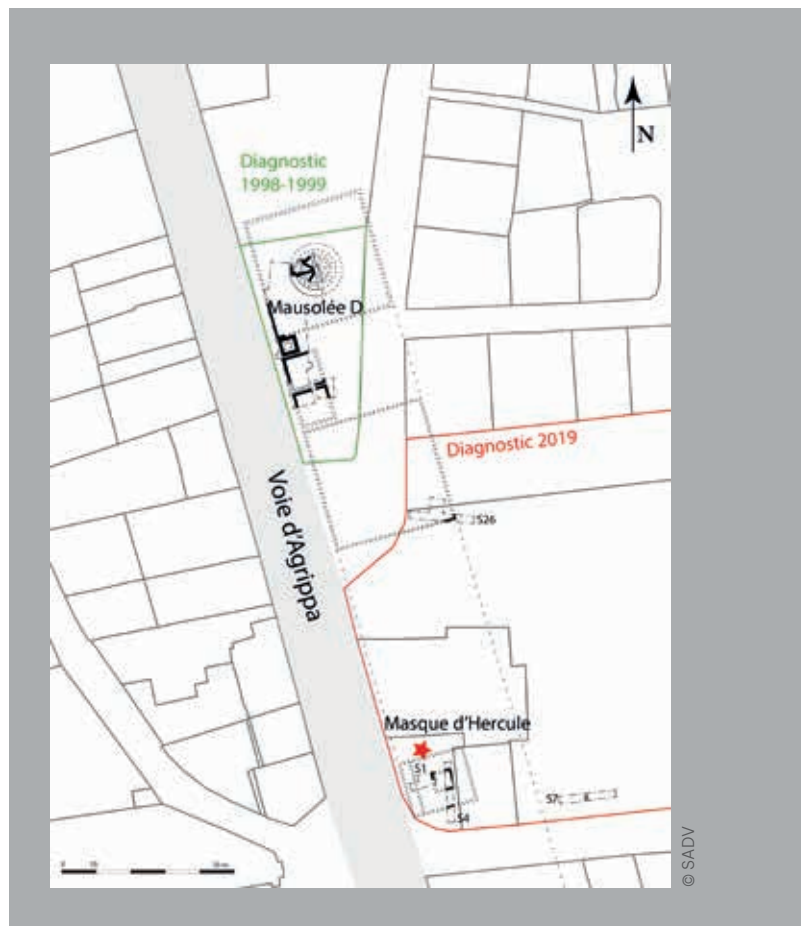 N
Diagnostic
1998-1999
Mausolée D
Diagnostic 2019
S26
Voie d'Agrippa
Masque d'Hercule
S1
S7
S4
© SADV